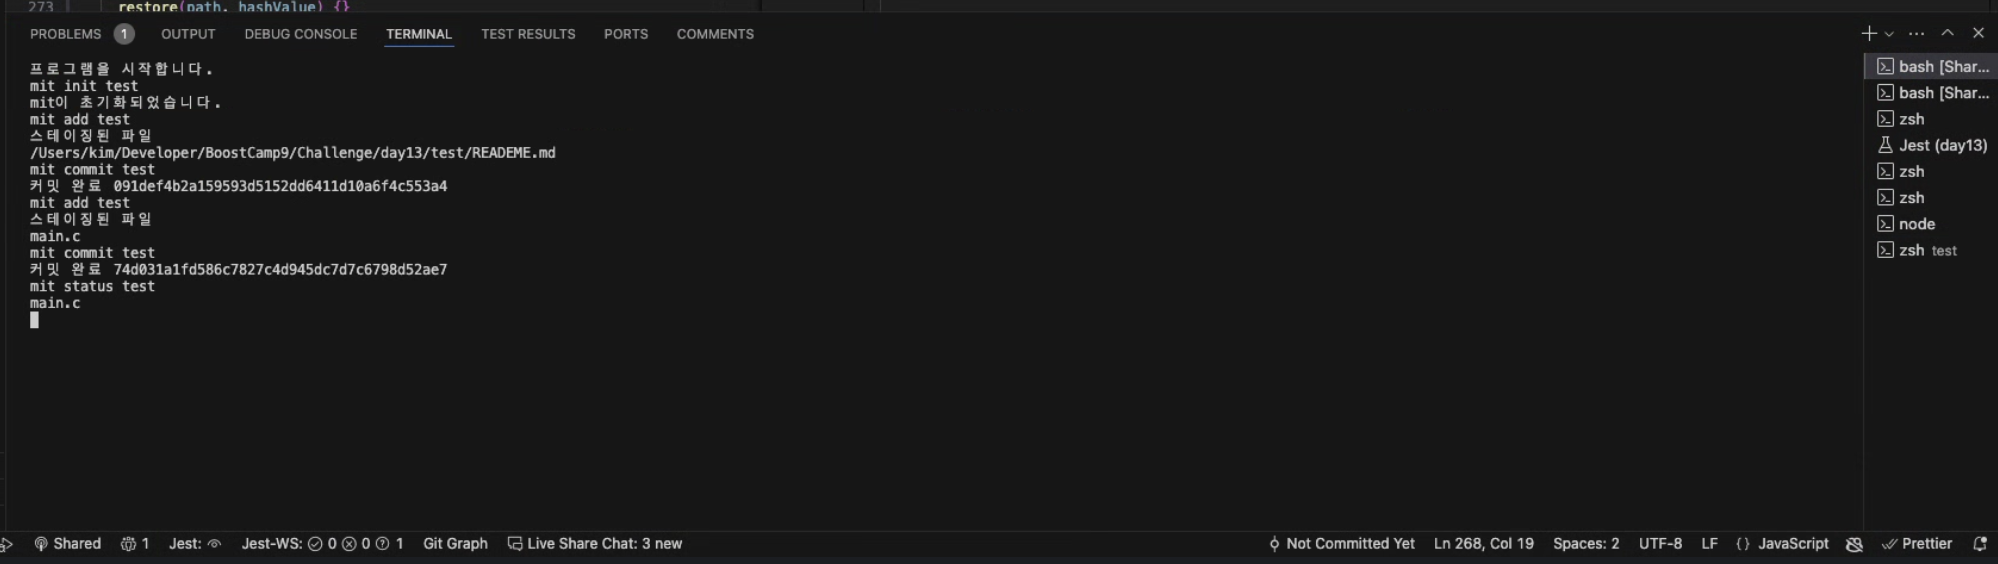 273 restore(path, hashValue) {}
PROBLEMS 1 OUTPUT DEBUG CONSOLE TERMINAL TEST RESULTS PORTS COMMENTS
프로그램을 시작합니다.
mit init test
mit이 초기화되었습니다.
mit add test
스테이징된 파일
/Users/kim/Developer/BoostCamp9/Challenge/day13/test/READEME.md
mit commit test
커밋 완료 091def4b2a159593d5152dd6411d10a6f4c553a4
mit add test
스테이징된 파일
main.c
mit commit test
커밋 완료 74d031a1fd586c7827c4d945dc7d7c6798d52ae7
mit status test
main.c
bash [Shar...
bash [Shar...
zsh
Jest (day13)
zsh
zsh
node
zsh test
Shared 1 Jest: Jest-WS: 0 0 1 Git Graph Live Share Chat: 3 new Not Committed Yet Ln 268, Col 19 Spaces: 2 UTF-8 LF {} JavaScript Prettier